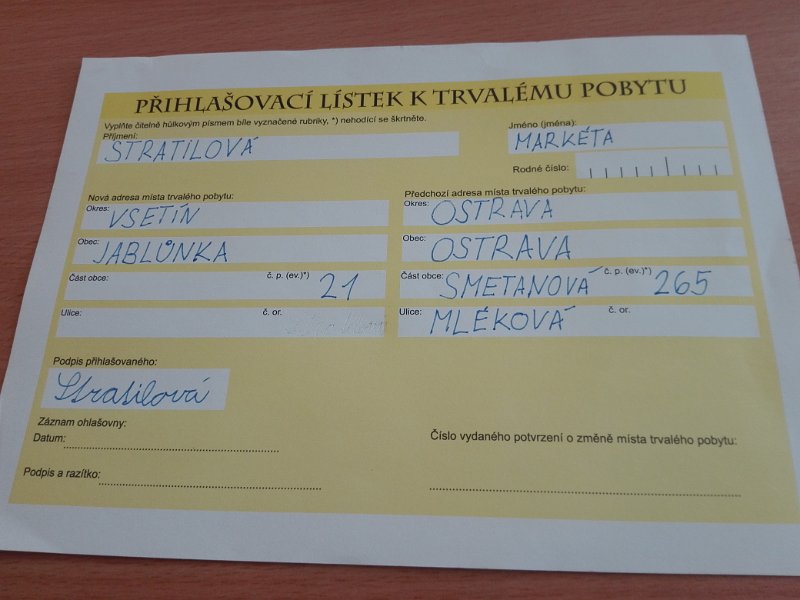 PŘIHLAŠOVACÍ LÍSTEK K TRVALÉMU POBYTU
Vyplňte čitelně hůlkovým písmem bíle vyznačené rubriky, *) nehodící se škrtněte.
Příjmení: STRATILOVÁ
Jméno (jména): MARKÉTA
Rodné číslo:
Nová adresa místa trvalého pobytu:
Okres: VSETÍN
Obec: JABLŮNKA
Část obce: č. p. (ev.)*) 21
Ulice: č. or.
Předchozí adresa místa trvalého pobytu:
Okres: OSTRAVA
Obec: OSTRAVA
Část obce: SMETANOVÁ č. p. (ev.)*) 265
Ulice: MLÉKOVÁ č. or.
Podpis přihlašovaného:
Stratilová
Záznam ohlašovny:
Datum:
Podpis a razítko:
Číslo vydaného potvrzení o změně místa trvalého pobytu: